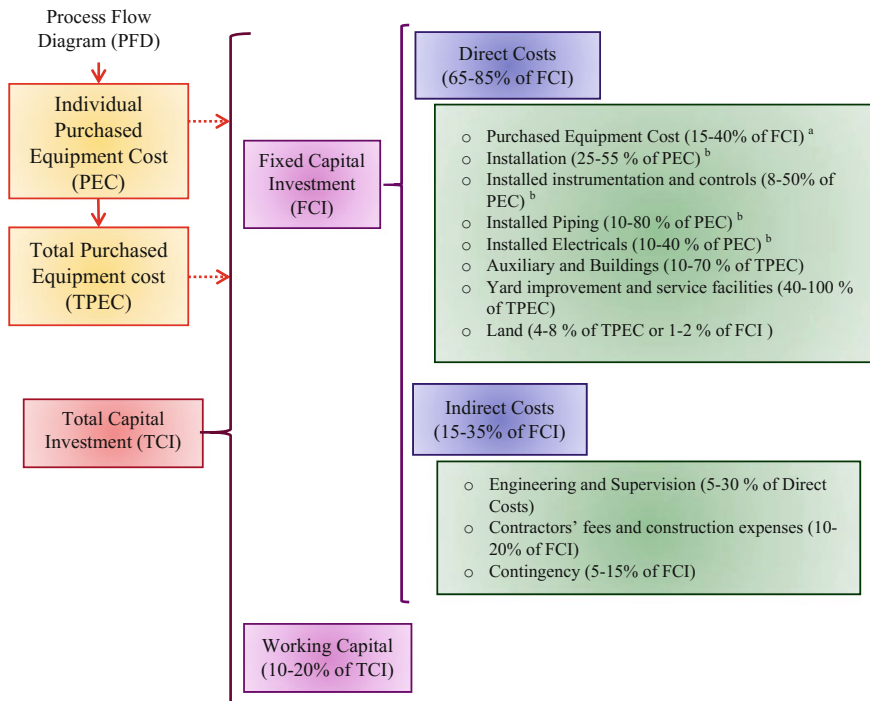 Process Flow
Diagram (PFD)
Individual
Purchased
Equipment Cost
(PEC)
Total Purchased
Equipment cost
(TPEC)
Total Capital
Investment (TCI)
Fixed Capital
Investment
(FCI)
Working Capital
(10-20% of TCI)
Direct Costs
(65-85% of FCI)
o Purchased Equipment Cost (15-40% of FCI) a
o Installation (25-55 % of PEC) b
o Installed instrumentation and controls (8-50% of
PEC) b
o Installed Piping (10-80 % of PEC) b
o Installed Electricals (10-40 % of PEC) b
o Auxiliary and Buildings (10-70 % of TPEC)
o Yard improvement and service facilities (40-100 %
of TPEC)
o Land (4-8 % of TPEC or 1-2 % of FCI )
Indirect Costs
(15-35% of FCI)
o Engineering and Supervision (5-30 % of Direct
Costs)
o Contractors’ fees and construction expenses (10-
20% of FCI)
o Contingency (5-15% of FCI)